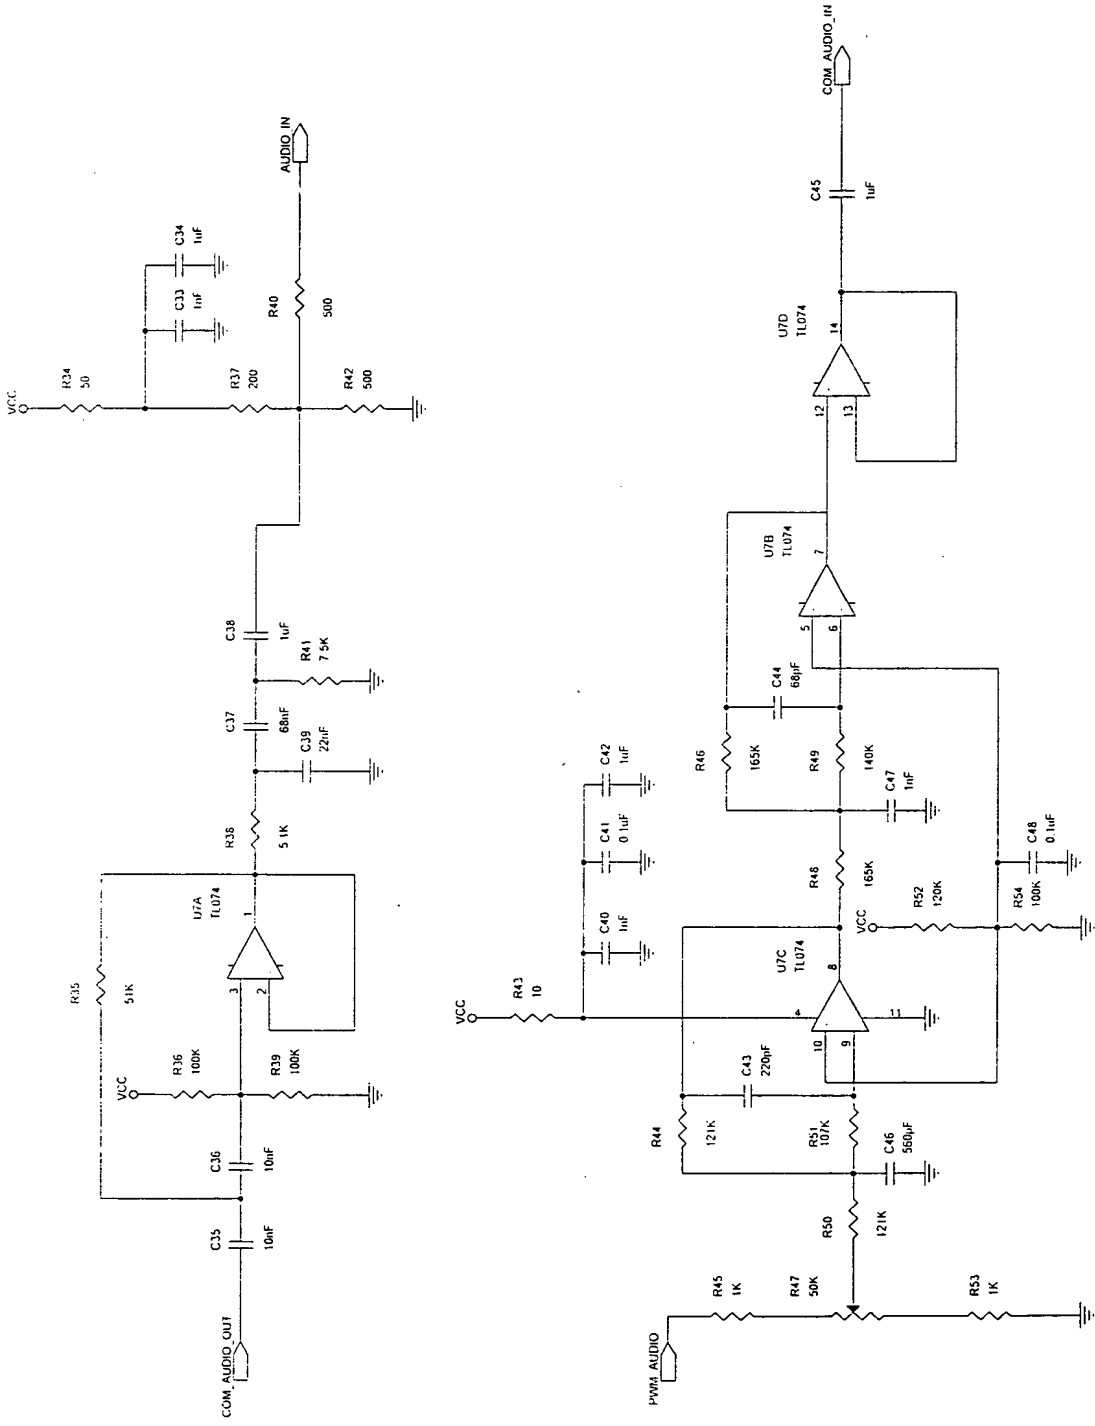 COM_AUDIO_OUT
C35
10nF
C36
10nF
VCC
R36
100K
R39
100K
R35
51K
U7A
TL074
3
2
1
R38
5.1K
C39
22nF
C37
68nF
R41
7.5K
C38
1uF
VCC
R34
50
R37
200
R42
500
C33
1nF
C34
1uF
R40
500
AUDIO_IN
PWM_AUDIO
R45
1K
R47
50K
R53
1K
R50
121K
C46
560pF
R44
121K
R51
107K
C43
220pF
VCC
R43
10
C40
1nF
C41
0.1uF
C42
1uF
U7C
TL074
4
10
9
8
11
VCC
R52
120K
R54
100K
C48
0.1uF
R48
165K
C47
1nF
R46
165K
R49
140K
C44
68pF
U7B
TL074
5
6
7
U7D
TL074
12
13
14
C45
1uF
COM_AUDIO_IN